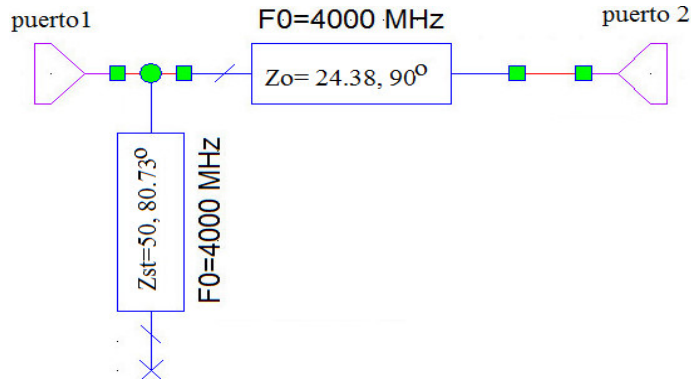 puerto1
F0=4000 MHz
puerto 2
Zo= 24.38, 90º
Zst=50, 80.73º
F0=4000 MHz